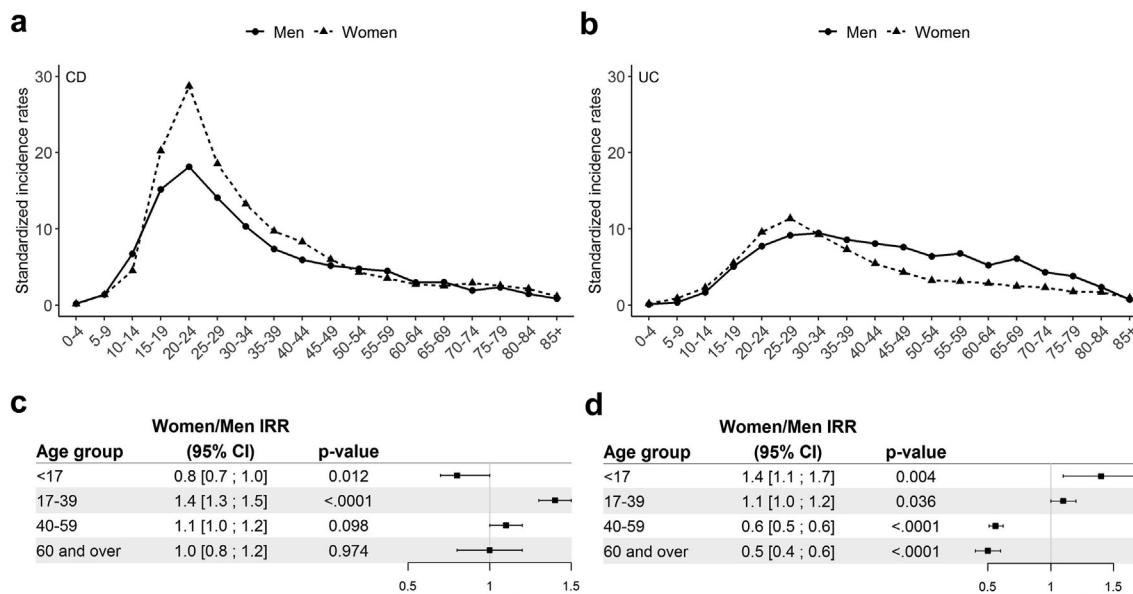 a
Men Women
CD
Standardized incidence rates
30
20
10
0
0-4 5-9 10-14 15-19 20-24 25-29 30-34 35-39 40-44 45-49 50-54 55-59 60-64 65-69 70-74 75-79 80-84 85+
b
Men Women
UC
Standardized incidence rates
30
20
10
0
0-4 5-9 10-14 15-19 20-24 25-29 30-34 35-39 40-44 45-49 50-54 55-59 60-64 65-69 70-74 75-79 80-84 85+
c
Women/Men IRR
Age group (95% CI) p-value
<17 0.8 [0.7 ; 1.0] 0.012
17-39 1.4 [1.3 ; 1.5] <.0001
40-59 1.1 [1.0 ; 1.2] 0.098
60 and over 1.0 [0.8 ; 1.2] 0.974
0.5 1 1.5
d
Women/Men IRR
Age group (95% CI) p-value
<17 1.4 [1.1 ; 1.7] 0.004
17-39 1.1 [1.0 ; 1.2] 0.036
40-59 0.6 [0.5 ; 0.6] <.0001
60 and over 0.5 [0.4 ; 0.6] <.0001
0.5 1 1.5